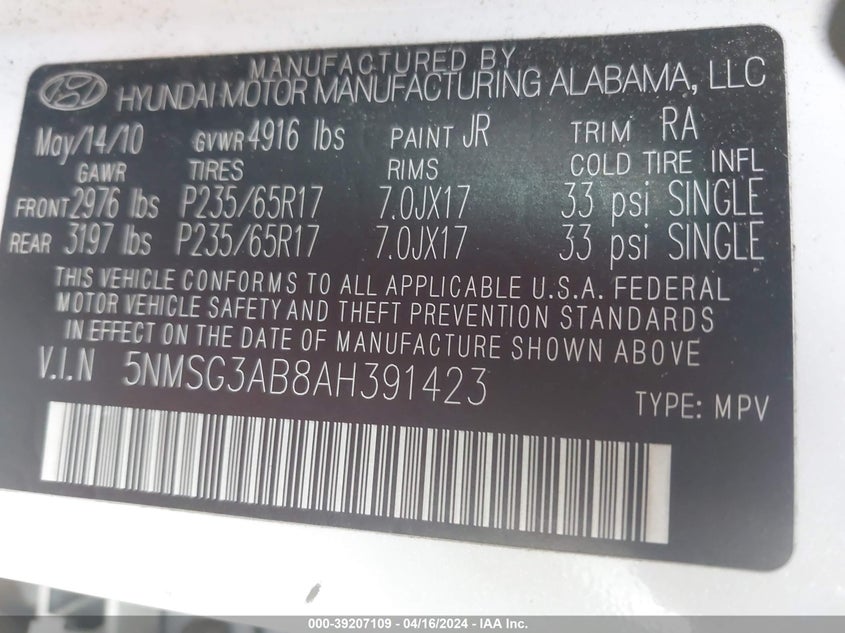 MANUFACTURED BY
HYUNDAI MOTOR MANUFACTURING ALABAMA, LLC
May/14/10 GVWR 4916 lbs PAINT JR TRIM RA
GAWR TIRES RIMS COLD TIRE INFL
FRONT 2976 lbs P235/65R17 7.0JX17 33 psi SINGLE
REAR 3197 lbs P235/65R17 7.0JX17 33 psi SINGLE
THIS VEHICLE CONFORMS TO ALL APPLICABLE U.S.A. FEDERAL
MOTOR VEHICLE SAFETY AND THEFT PREVENTION STANDARDS
IN EFFECT ON THE DATE OF MANUFACTURE SHOWN ABOVE
V.I.N 5NMSG3AB8AH391423
TYPE: MPV
000-39207109 - 04/16/2024 - IAA Inc.